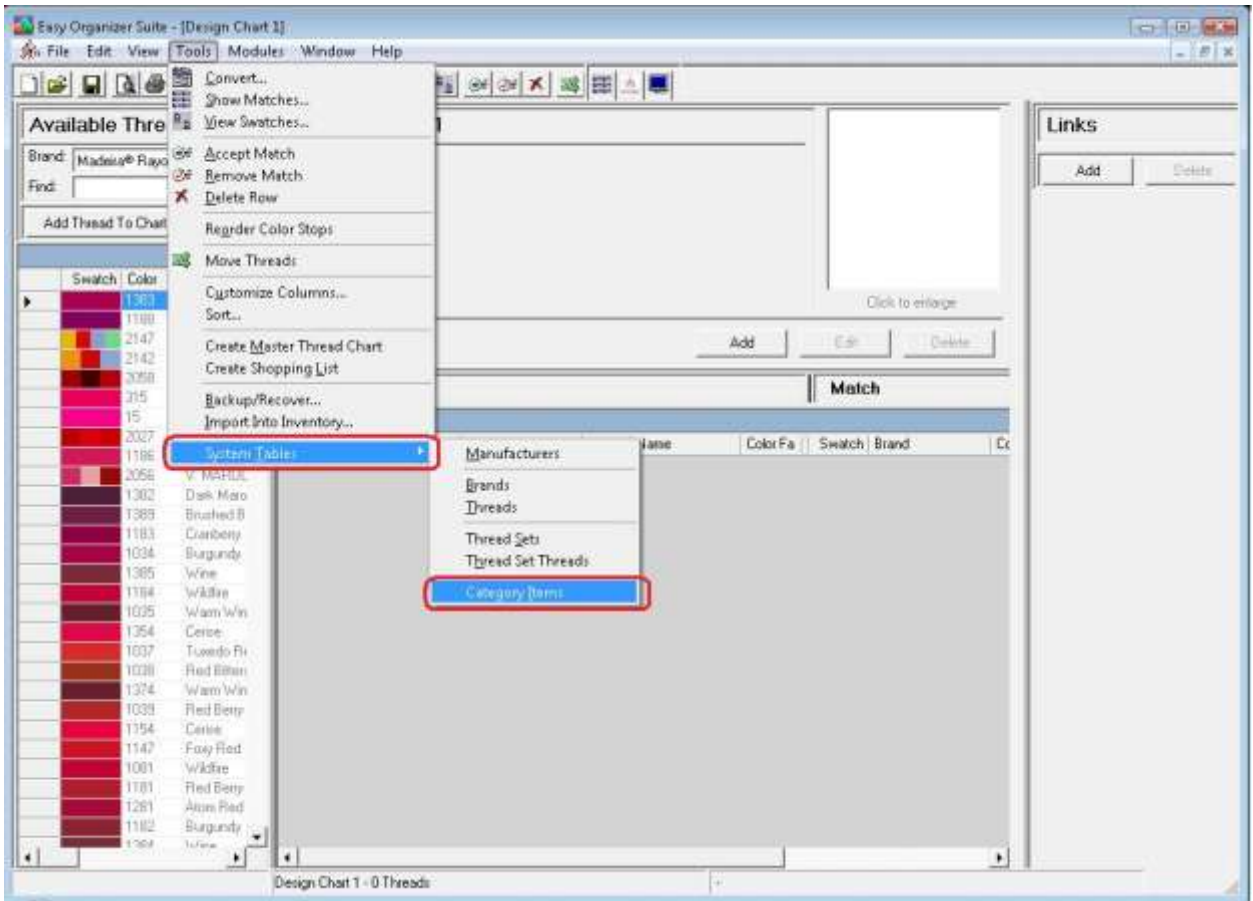 Easy Organizer Suite - [Design Chart 1]
File Edit View Tools Modules Window Help
Convert...
Show Matches...
View Swatches...
Accept Match
Remove Match
Delete Row
Reorder Color Stops
Move Threads
Customize Columns...
Sort...
Create Master Thread Chart
Create Shopping List
Backup/Recover...
Import Into Inventory...
System Tables
Manufacturers
Brands
Threads
Thread Sets
Thread Set Threads
Category Items
Available Thre
Brand: Madeira® Rayo
Find:
Add Thread To Chart
Swatch Color
1383
1188
2147
2142
2058
315
15
2027
1186
2056
1382 Dark Maro
1389 Brushed B
1183 Cranberry
1034 Burgundy
1385 Wine
1184 Wildfire
1035 Warm Win
1354 Cerise
1037 Tuxedo Re
1038
1374 Warm Win
1039 Red Berry
1154 Cerise
1147 Foxy Red
1081 Wildfire
1181 Red Berry
1281 Atom Red
1182 Burgundy
Click to enlarge
Add Edit Delete
Match
Name Color Fa Swatch Brand Co
Links
Add Delete
Design Chart 1 - 0 Threads